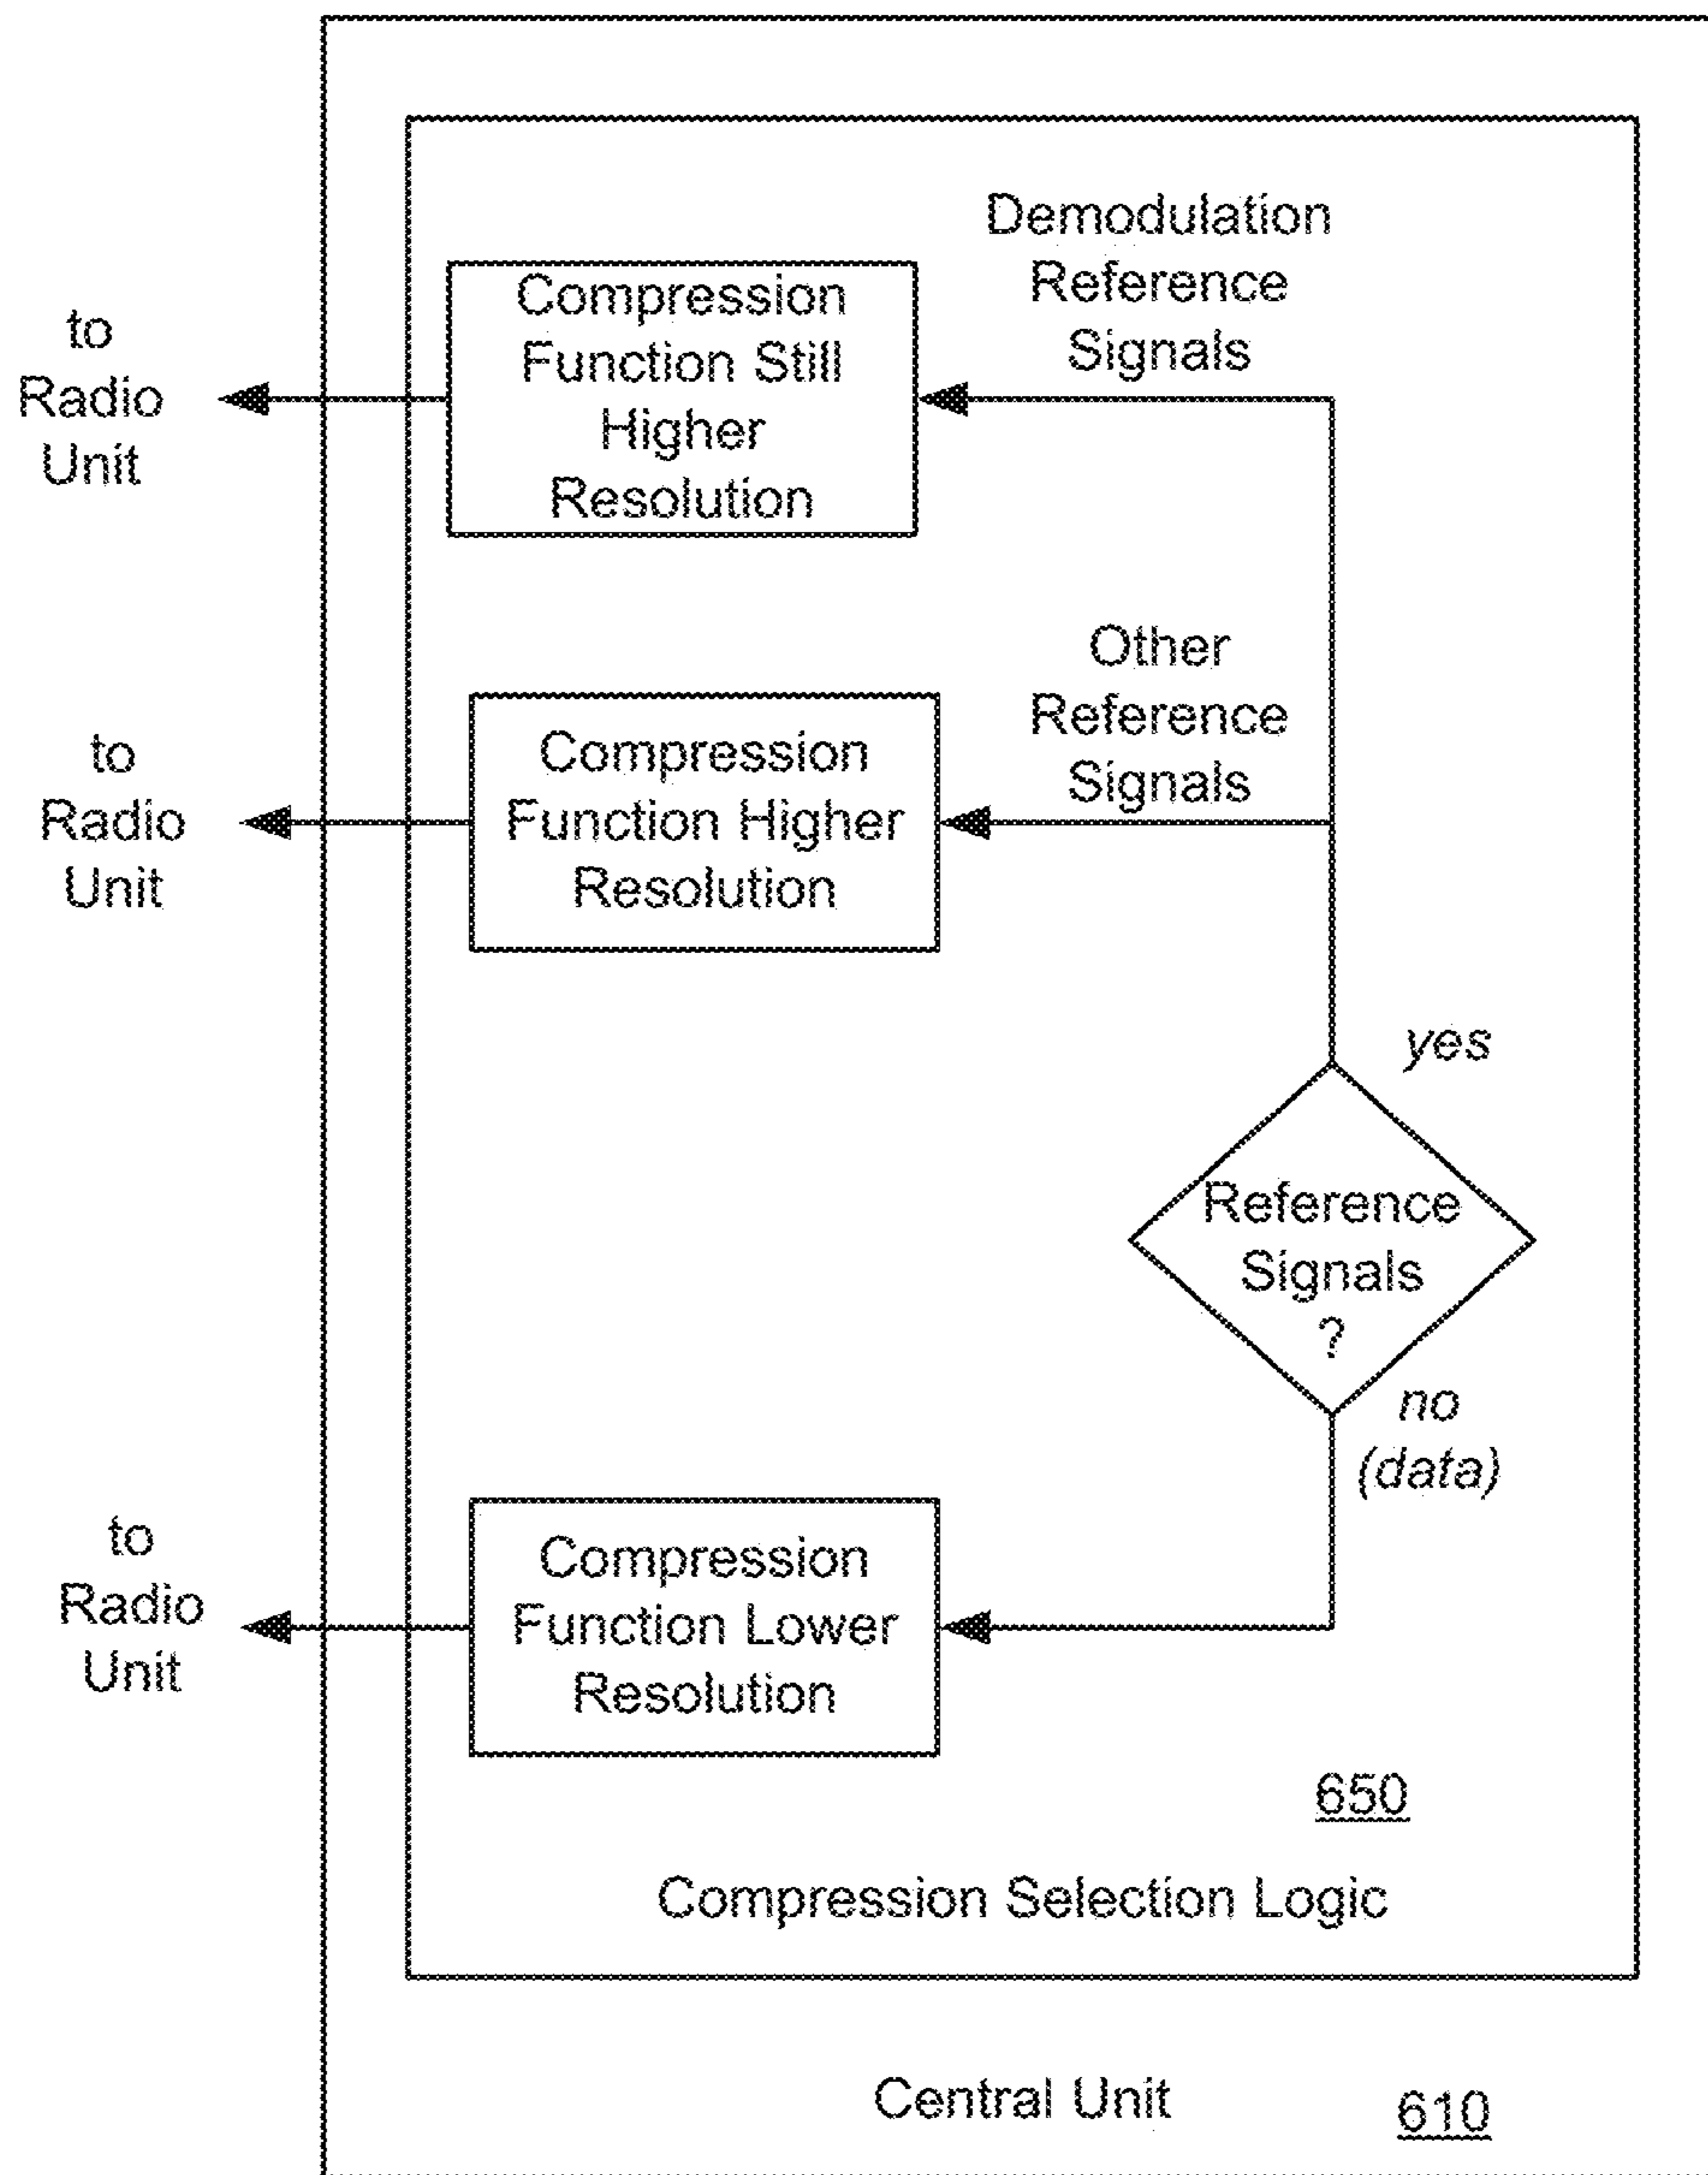 Demodulation
Reference
Signals
to
Radio
Unit
Compression
Function Still
Higher
Resolution
Other
Reference
Signals
to
Radio
Unit
Compression
Function Higher
Resolution
yes
Reference
Signals
?
no
(data)
to
Radio
Unit
Compression
Function Lower
Resolution
650
Compression Selection Logic
Central Unit
610